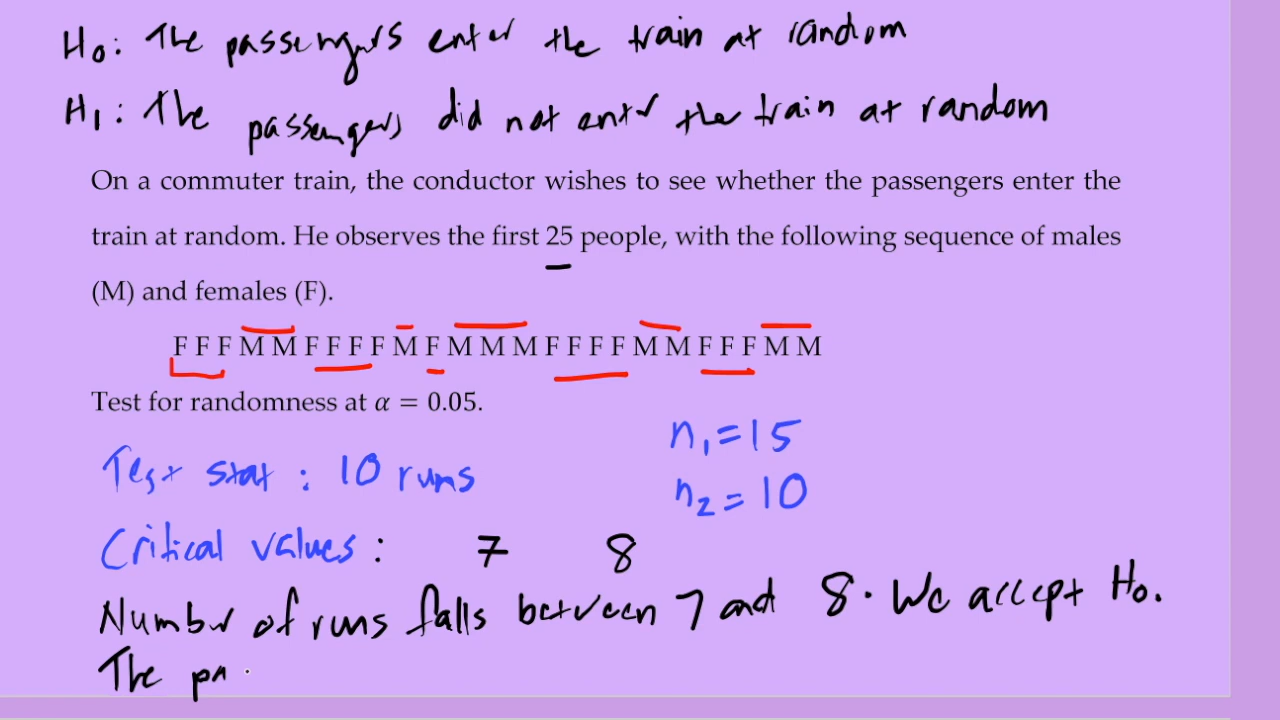 H₀: The passengers enter the train at random
H₁: The passengers did not enter the train at random
On a commuter train, the conductor wishes to see whether the passengers enter the
train at random. He observes the first 25 people, with the following sequence of males
(M) and females (F).
F F F M M F F F F M F M M M F F F F M M F F F M M
Test for randomness at α = 0.05.
n₁ = 15
Test stat : 10 runs
n₂ = 10
Critical values : 7 8
Number of runs falls between 7 and 8. We accept H₀.
The pa